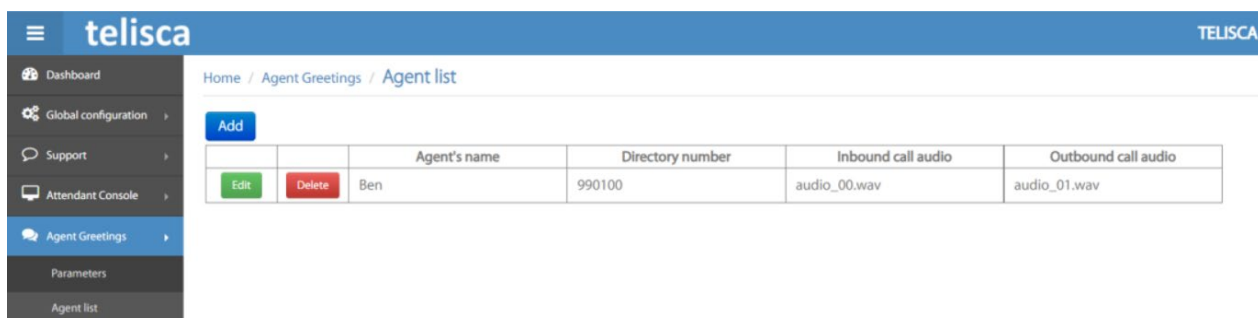 telisca
TELISCA
Dashboard
Global configuration
Support
Attendant Console
Agent Greetings
Parameters
Agent list
Home / Agent Greetings / Agent list
Add
Agent's name Directory number Inbound call audio Outbound call audio
Edit Delete Ben 990100 audio_00.wav audio_01.wav